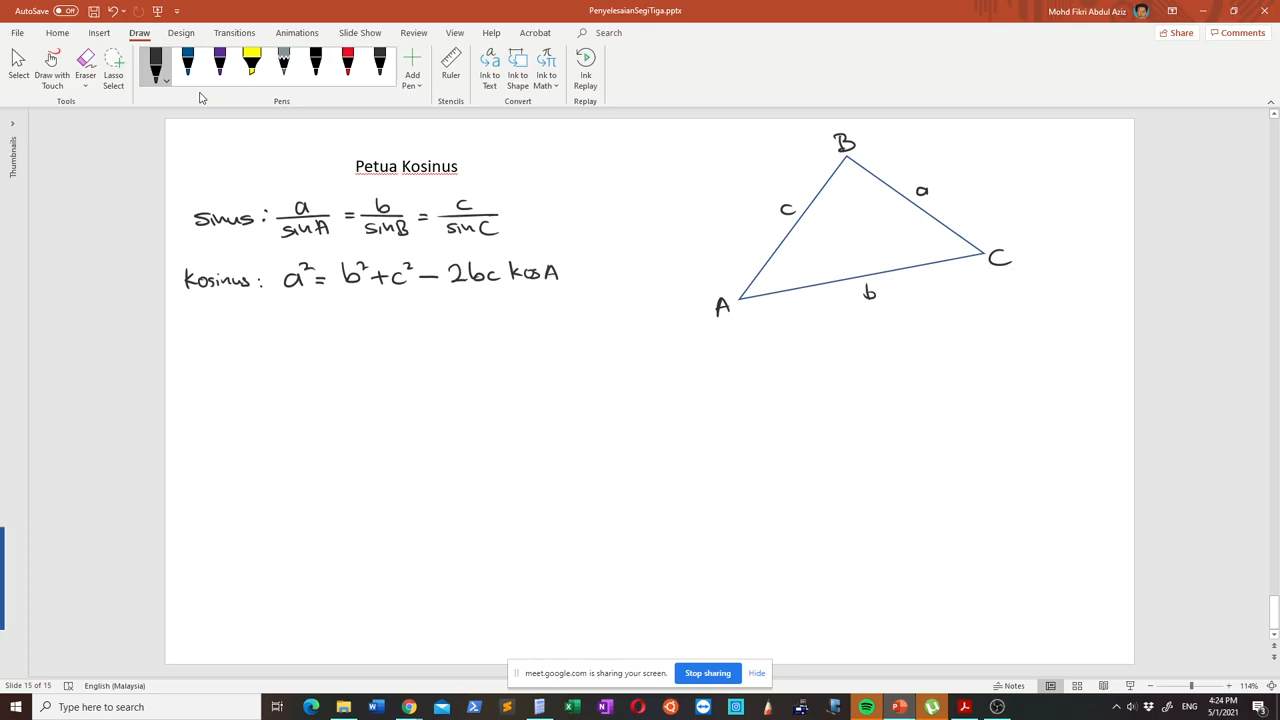 AutoSave Off
PenyelesaianSegiTiga.pptx
Mohd Fikri Abdul Aziz
File Home Insert Draw Design Transitions Animations Slide Show Review View Help Acrobat Search
Share Comments
Select
Draw with Touch
Eraser
Lasso Select
Add Pen
Ruler
Ink to Text
Ink to Shape
Ink to Math
Ink Replay
Tools Pens Stencils Convert Replay
Thumbnails
Petua Kosinus
sinus : a/sin A = b/sin B = c/sin C
Kosinus : a² = b² + c² - 2bc kos A
B
a
c
C
b
A
meet.google.com is sharing your screen. Stop sharing Hide
Slide 15 of 15 English (Malaysia) Notes 114%
Type here to search
ENG
4:24 PM
5/1/2021